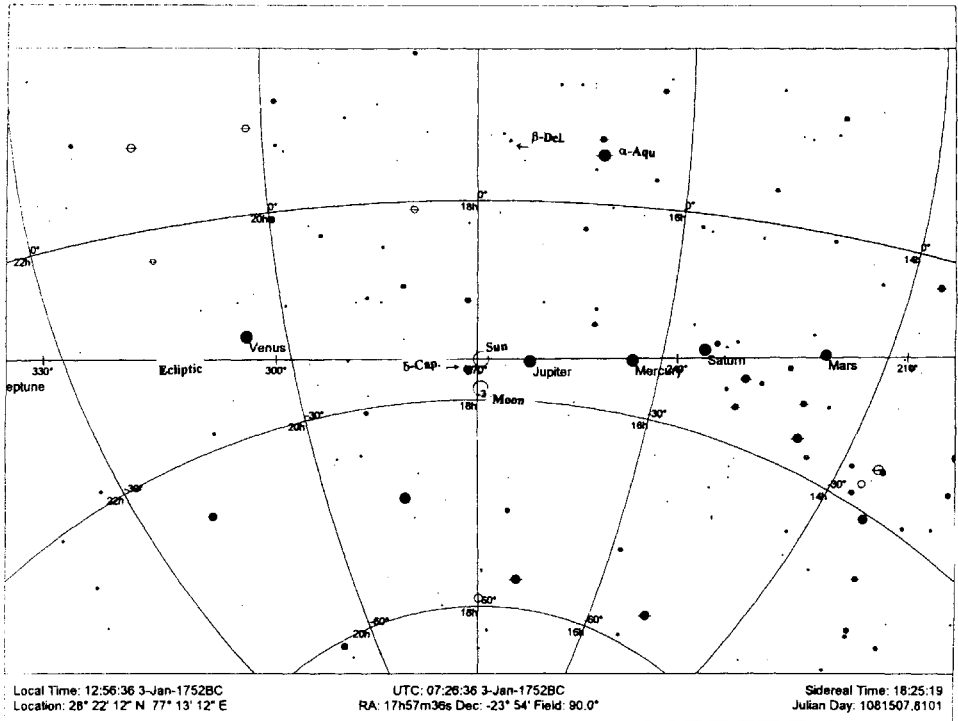 β-Del.
α-Aqu
0° 18h
0° 20h
0° 16h
0° 22h
0° 14h
Venus
Sun
Saturn
Mars
330°
Ecliptic
300°
δ-Cap.
Jupiter
Mercury
210°
eptune
Moon
18h
-30° 20h
-30° 16h
-30° 22h
-30° 14h
-60° 18h
-60° 20h
-60° 16h
Local Time: 12:56:36 3-Jan-1752BC
UTC: 07:26:36 3-Jan-1752BC
Sidereal Time: 18:25:19
Location: 28° 22' 12" N 77° 13' 12" E
RA: 17h57m36s Dec: -23° 54' Field: 90.0°
Julian Day: 1081507.8101